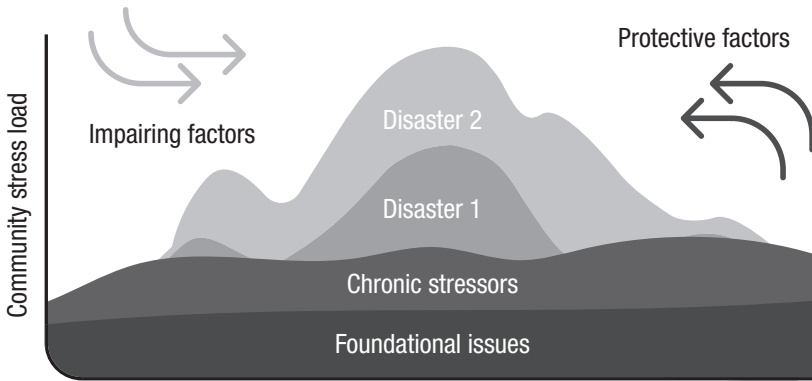 Community stress load
Impairing factors
Protective factors
Disaster 2
Disaster 1
Chronic stressors
Foundational issues